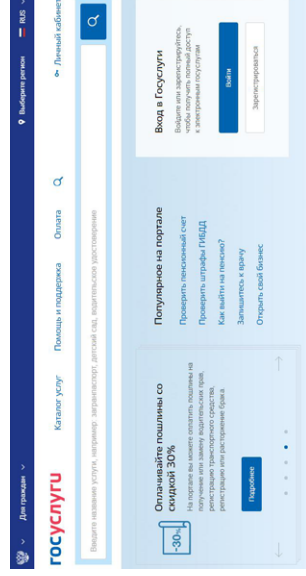 Для граждан
Выберите регион
RUS
госуслуги
Каталог услуг
Помощь и поддержка
Оплата
Личный кабинет
Введите название услуги, например: загранпаспорт, детский сад, водительское удостоверение
-30%
Оплачивайте пошлины со
скидкой 30%
На портале вы можете оплатить пошлины на
получение или замену водительских прав,
регистрацию транспортного средства,
регистрацию или расторжение брака.
Подробнее
Популярное на портале
Проверить пенсионный счет
Проверить штрафы ГИБДД
Как выйти на пенсию?
Запишитесь к врачу
Открыть свой бизнес
Вход в Госуслуги
Войдите или зарегистрируйтесь,
чтобы получить полный доступ
к электронным госуслугам
Войти
Зарегистрироваться